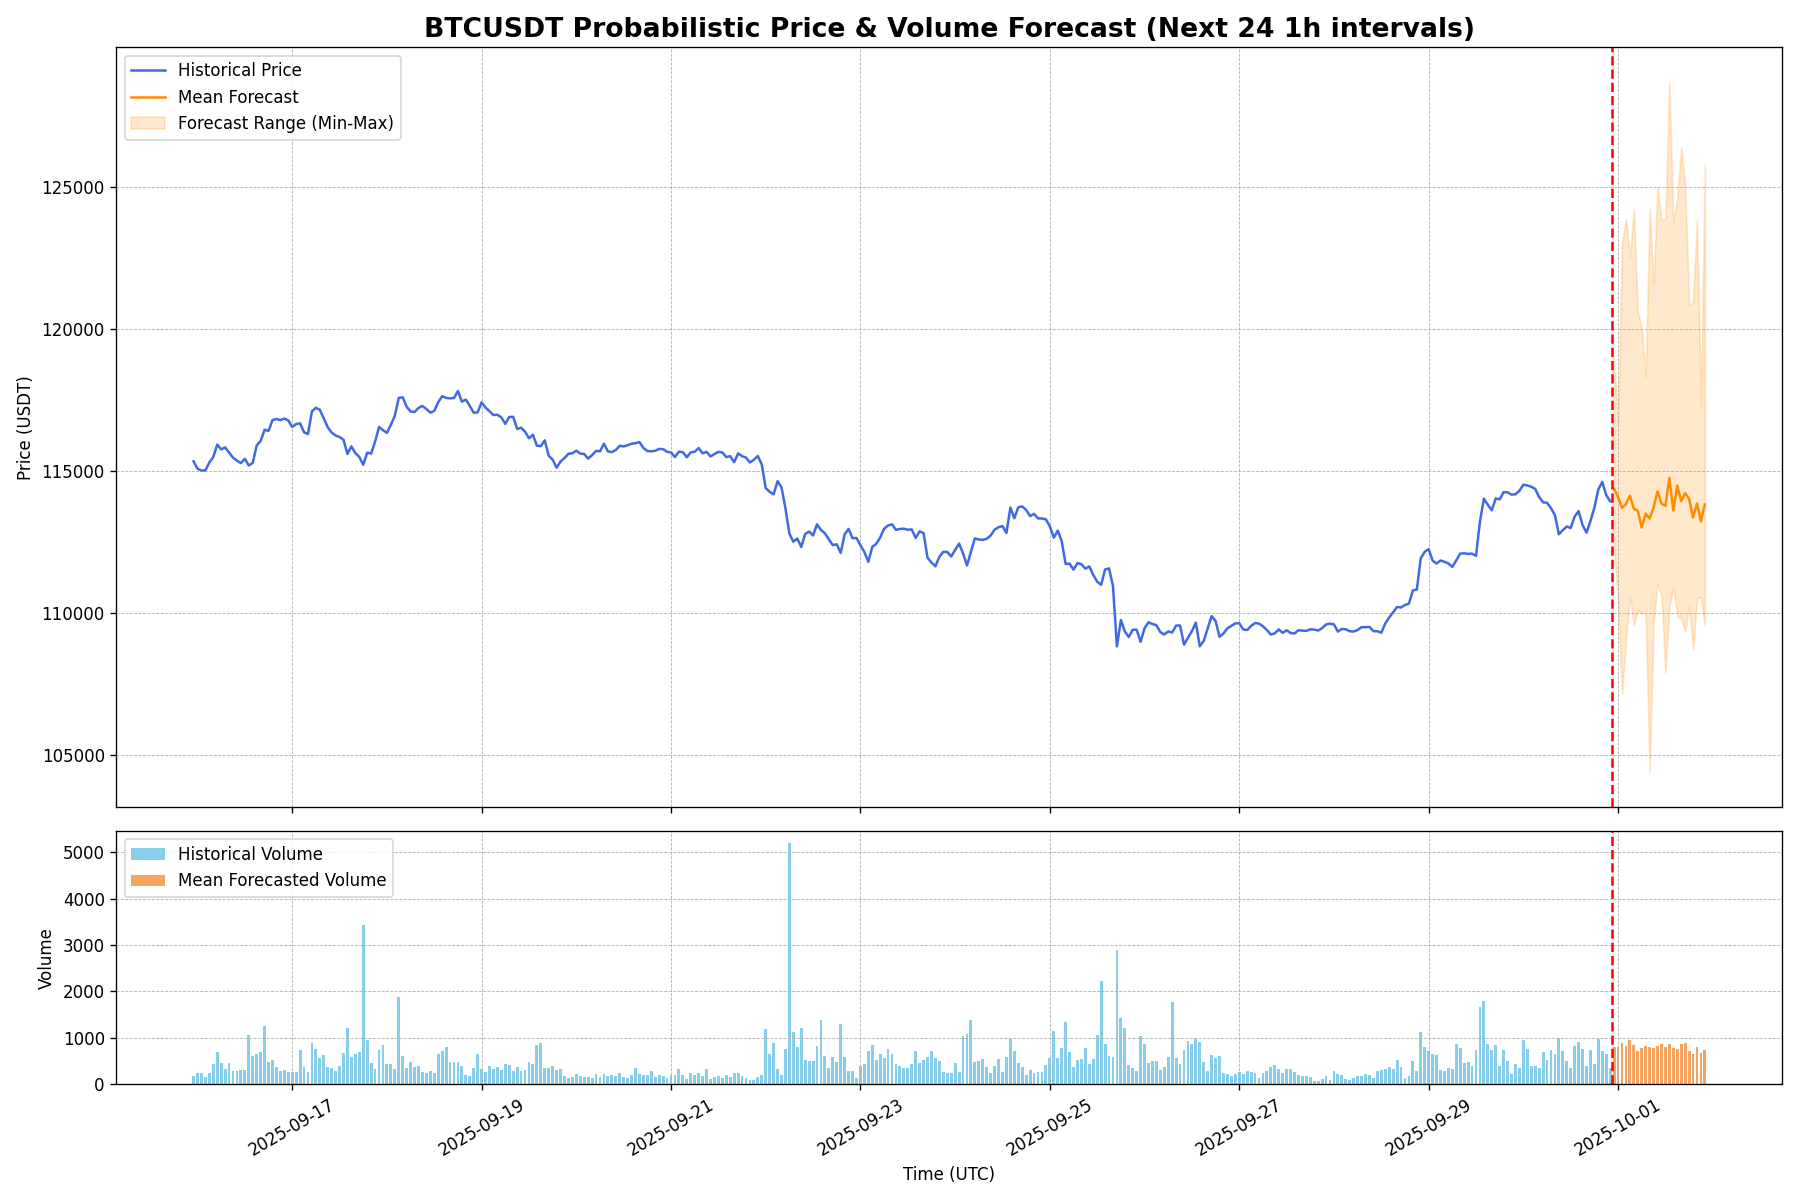 BTCUSDT Probabilistic Price & Volume Forecast (Next 24 1h intervals)
Historical Price
Mean Forecast
Forecast Range (Min-Max)
125000
120000
115000
110000
105000
Price (USDT)
Historical Volume
Mean Forecasted Volume
5000
4000
3000
2000
1000
0
Volume
2025-09-17
2025-09-19
2025-09-21
2025-09-23
2025-09-25
2025-09-27
2025-09-29
2025-10-01
Time (UTC)